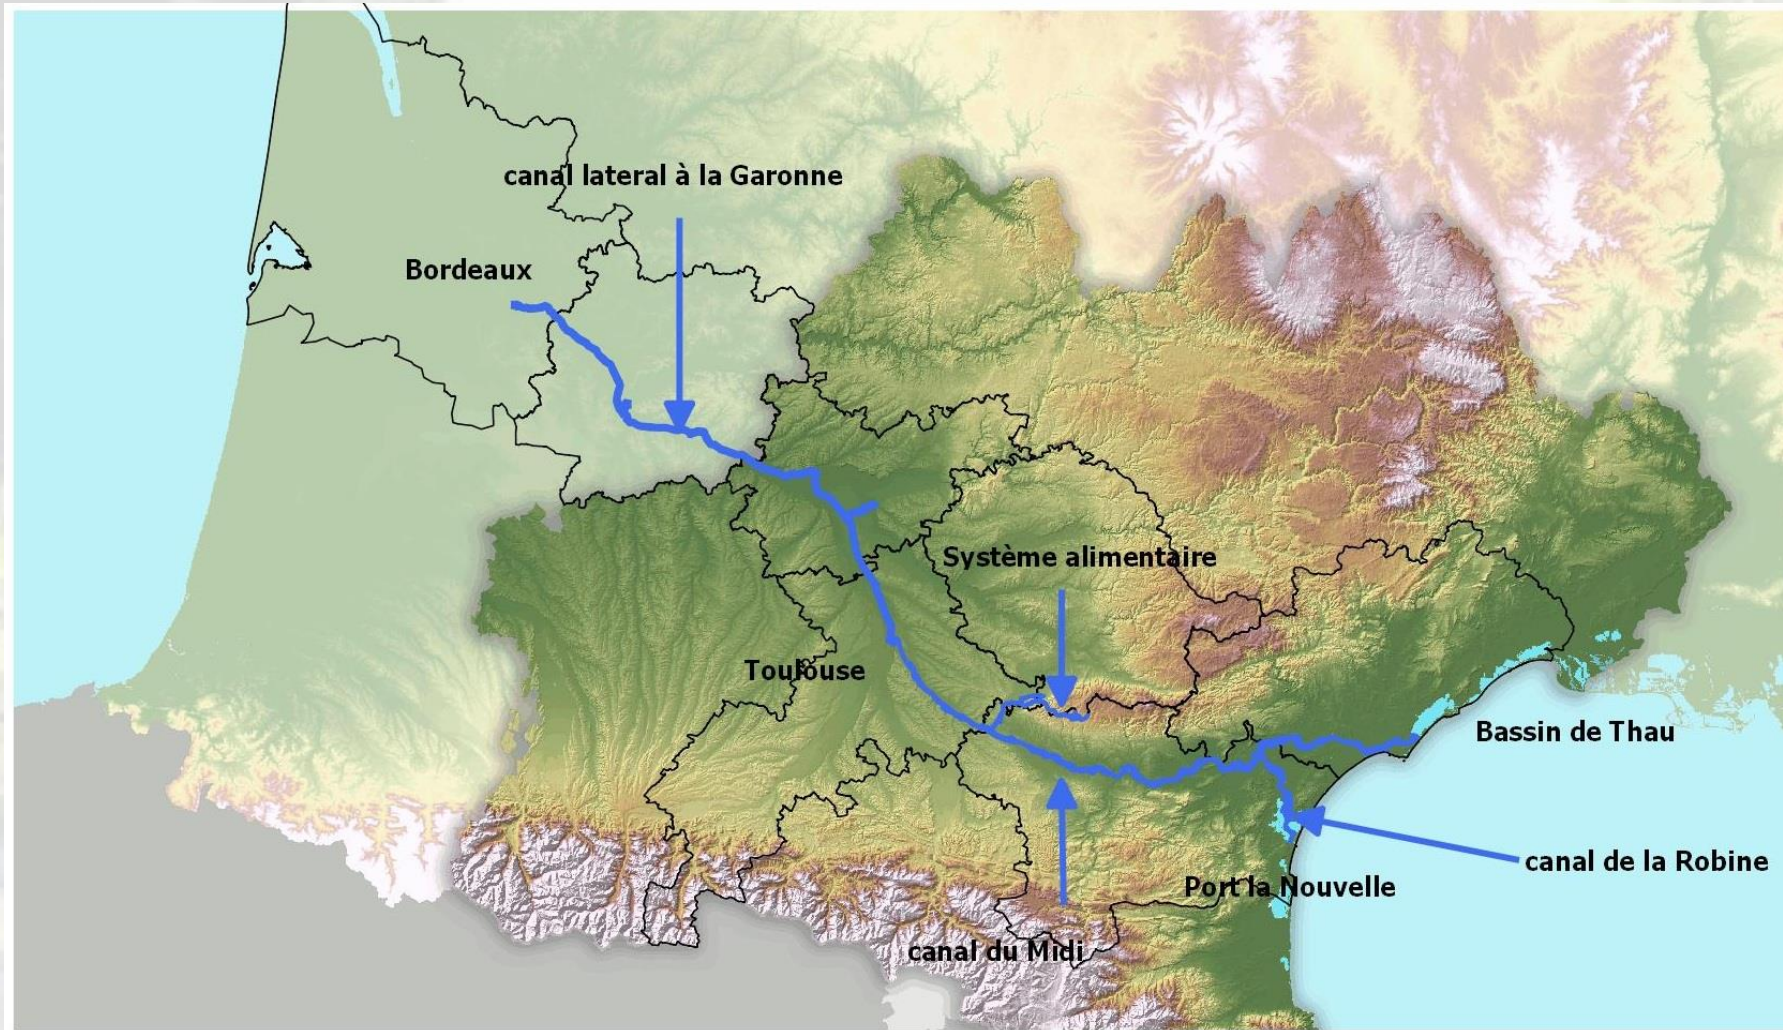 canal lateral à la Garonne
Bordeaux
Système alimentaire
Toulouse
Bassin de Thau
canal de la Robine
Port la Nouvelle
canal du Midi